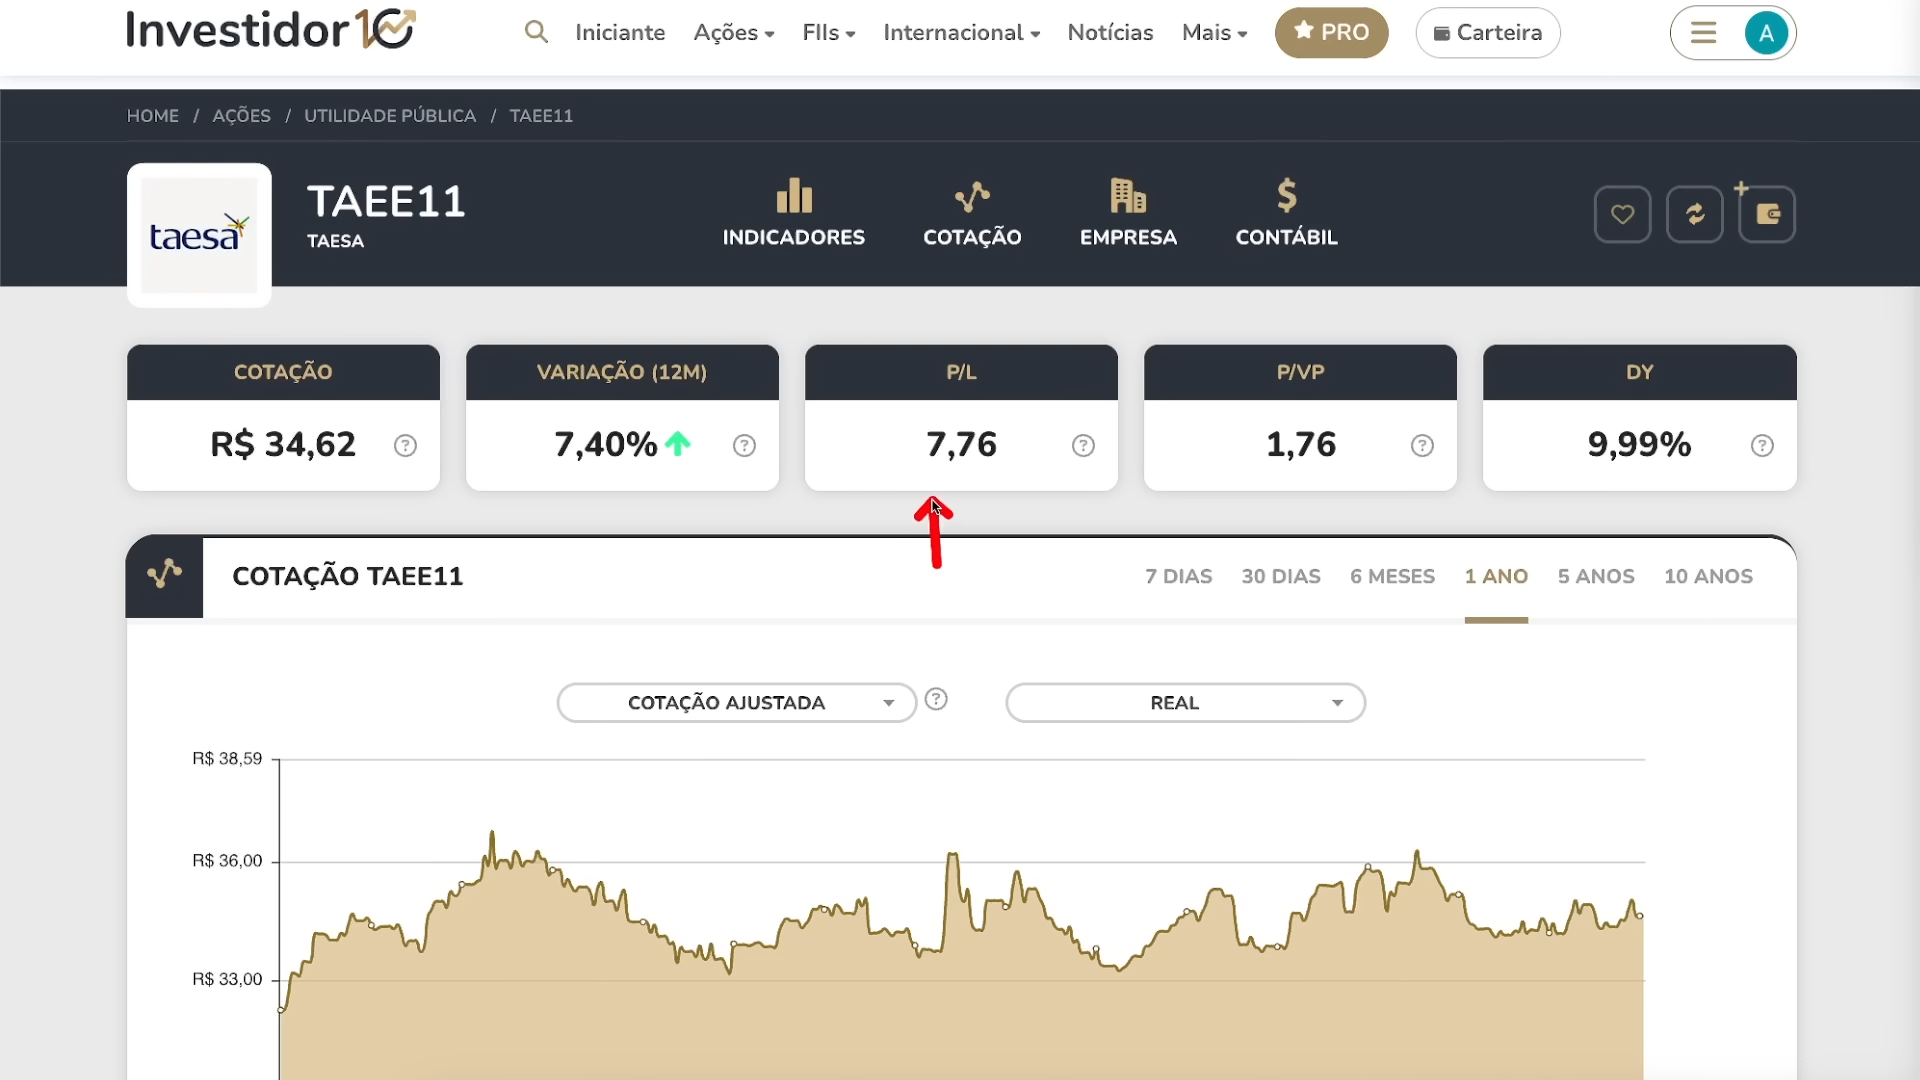 Investidor10
Iniciante
Ações
FIIs
Internacional
Notícias
Mais
PRO
Carteira
A
HOME / AÇÕES / UTILIDADE PÚBLICA / TAEE11
taesa
TAEE11
TAESA
INDICADORES
COTAÇÃO
EMPRESA
CONTÁBIL
COTAÇÃO
R$ 34,62
VARIAÇÃO (12M)
7,40%
P/L
7,76
P/VP
1,76
DY
9,99%
COTAÇÃO TAEE11
7 DIAS
30 DIAS
6 MESES
1 ANO
5 ANOS
10 ANOS
COTAÇÃO AJUSTADA
REAL
R$ 38,59
R$ 36,00
R$ 33,00